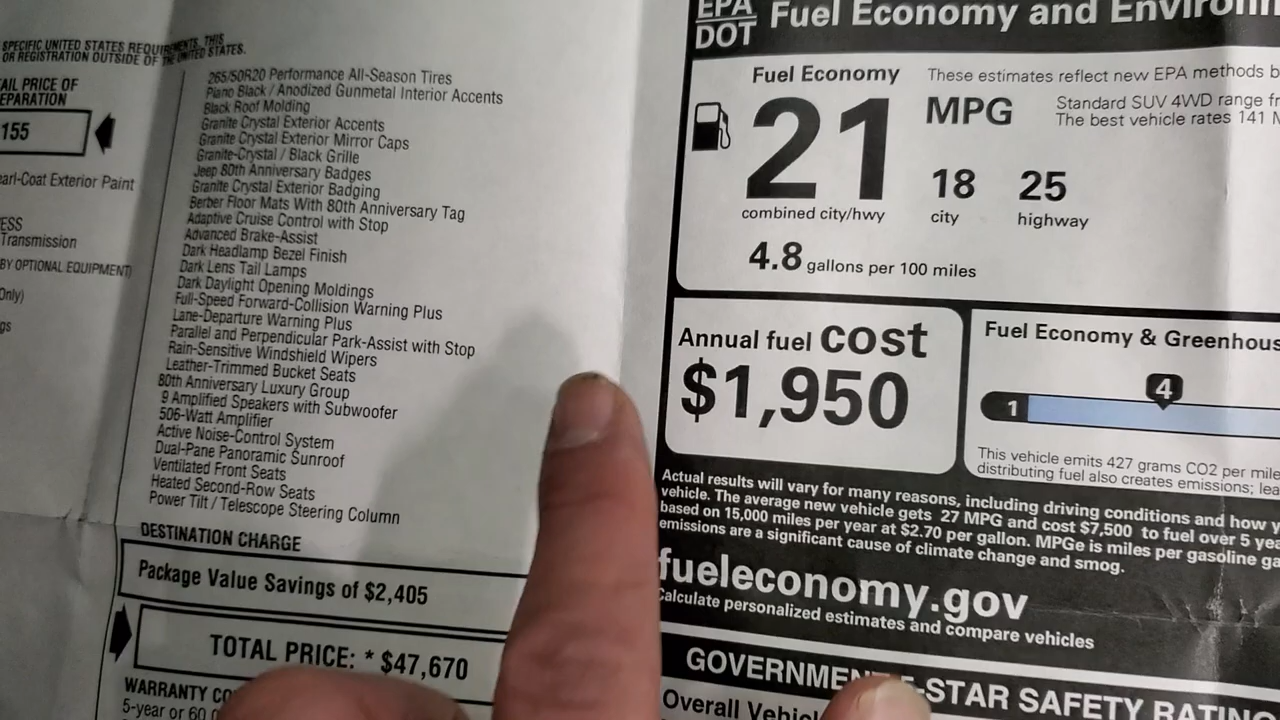 SPECIFIC UNITED STATES REQUIREMENTS, THIS
OR REGISTRATION OUTSIDE OF THE UNITED STATES.
AIL PRICE OF
EPARATION
155
earl-Coat Exterior Paint
ESS
Transmission
BY OPTIONAL EQUIPMENT)
Only)
gs
265/50R20 Performance All-Season Tires
Piano Black / Anodized Gunmetal Interior Accents
Black Roof Molding
Granite Crystal Exterior Accents
Granite Crystal Exterior Mirror Caps
Granite-Crystal / Black Grille
Jeep 80th Anniversary Badges
Granite Crystal Exterior Badging
Berber Floor Mats With 80th Anniversary Tag
Adaptive Cruise Control with Stop
Advanced Brake-Assist
Dark Headlamp Bezel Finish
Dark Lens Tail Lamps
Dark Daylight Opening Moldings
Full-Speed Forward-Collision Warning Plus
Lane-Departure Warning Plus
Parallel and Perpendicular Park-Assist with Stop
Rain-Sensitive Windshield Wipers
Leather-Trimmed Bucket Seats
80th Anniversary Luxury Group
9 Amplified Speakers with Subwoofer
506-Watt Amplifier
Active Noise-Control System
Dual-Pane Panoramic Sunroof
Ventilated Front Seats
Heated Second-Row Seats
Power Tilt / Telescope Steering Column
DESTINATION CHARGE
Package Value Savings of $2,405
TOTAL PRICE: * $47,670
WARRANTY CO
5-year or 60
EPA
DOT
Fuel Economy and Environm
Fuel Economy
These estimates reflect new EPA methods b
21
MPG
Standard SUV 4WD range fr
The best vehicle rates 141 M
18
25
combined city/hwy
city
highway
4.8 gallons per 100 miles
Annual fuel cost
$1,950
Fuel Economy & Greenhous
1
4
This vehicle emits 427 grams CO2 per mile
distributing fuel also creates emissions; lea
Actual results will vary for many reasons, including driving conditions and how y
vehicle. The average new vehicle gets 27 MPG and cost $7,500 to fuel over 5 yea
based on 15,000 miles per year at $2.70 per gallon. MPGe is miles per gasoline ga
emissions are a significant cause of climate change and smog.
fueleconomy.gov
Calculate personalized estimates and compare vehicles
GOVERNMENT 5-STAR SAFETY RATING
Overall Vehicl